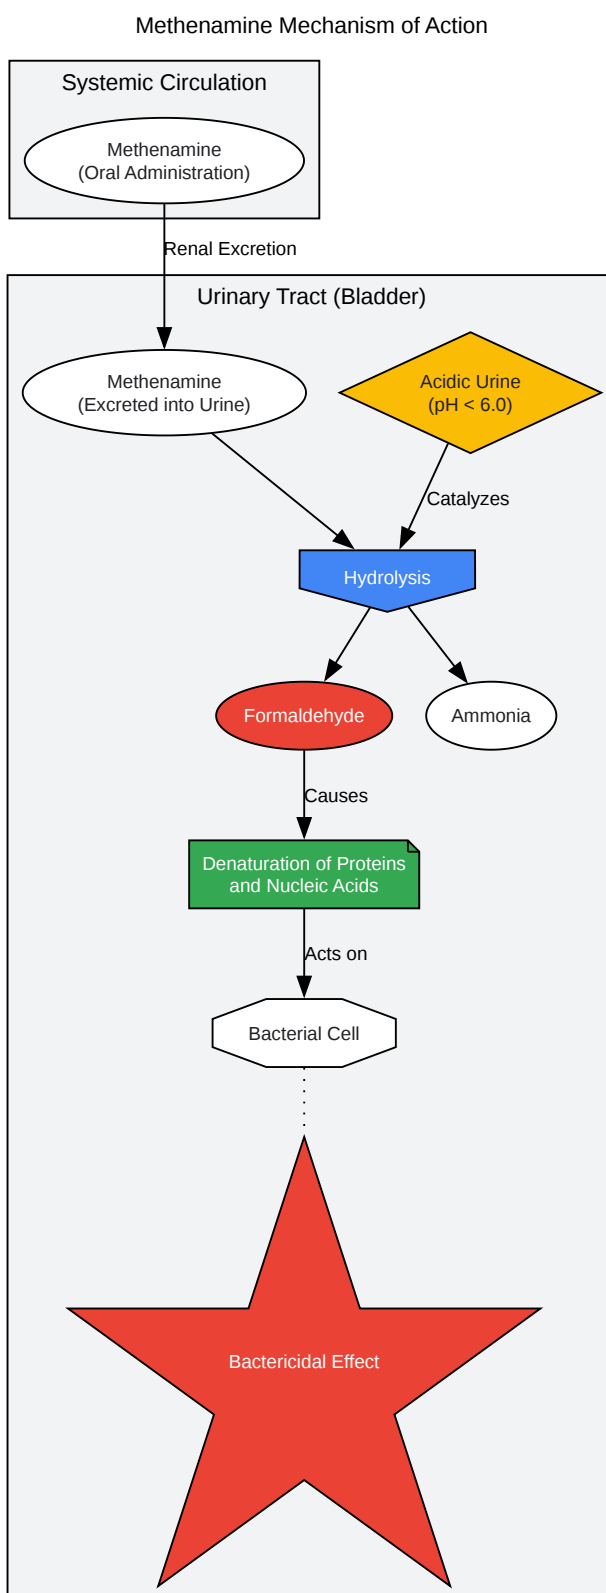 Methenamine Mechanism of Action
Systemic Circulation
Methenamine
(Oral Administration)
Renal Excretion
Urinary Tract (Bladder)
Methenamine
(Excreted into Urine)
Acidic Urine
(pH < 6.0)
Catalyzes
Hydrolysis
Formaldehyde
Ammonia
Causes
Denaturation of Proteins
and Nucleic Acids
Acts on
Bacterial Cell
Bactericidal Effect